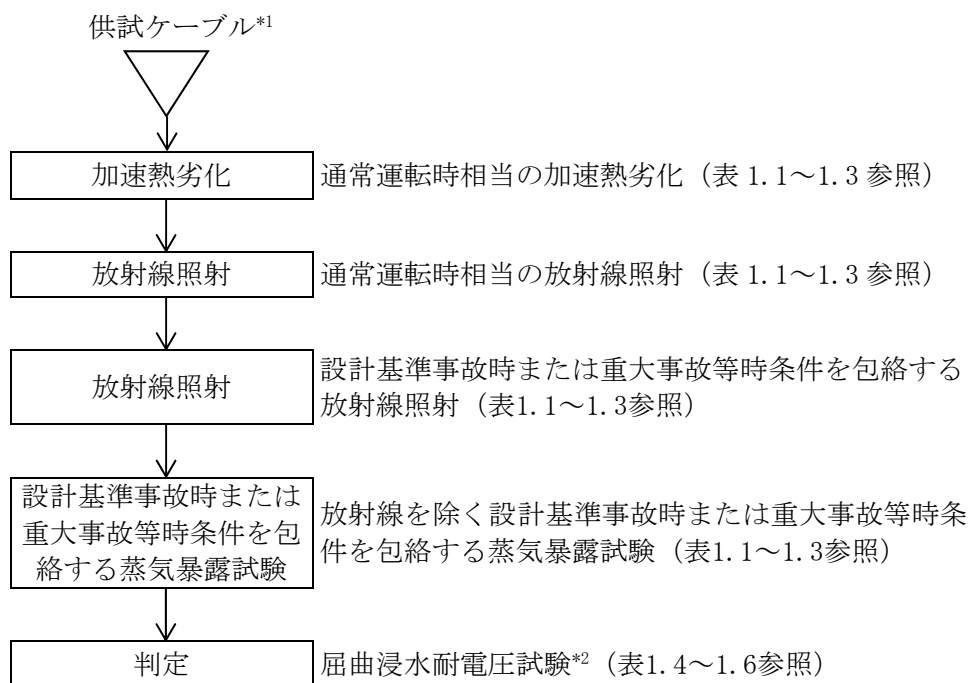 供試ケーブル*1
加速熱劣化 通常運転時相当の加速熱劣化（表 1.1～1.3 参照）
放射線照射 通常運転時相当の放射線照射（表 1.1～1.3 参照）
放射線照射
設計基準事故時または重大事故等時条件を包絡する
放射線照射（表1.1～1.3参照）
設計基準事故時または
重大事故等時条件を包
絡する蒸気暴露試験
放射線を除く設計基準事故時または重大事故等時条
件を包絡する蒸気暴露試験（表1.1～1.3参照）
判定 屈曲浸水耐電圧試験*2（表1.4～1.6参照）